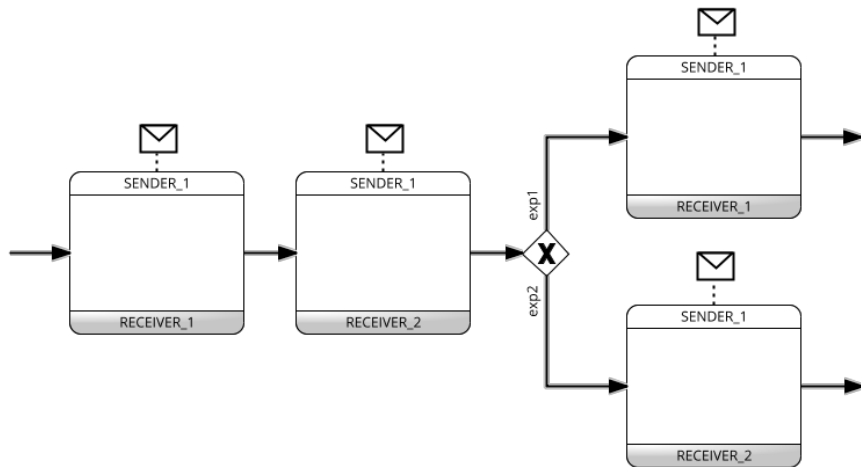 SENDER_1
RECEIVER_1
SENDER_1
RECEIVER_2
X
exp1
exp2
SENDER_1
RECEIVER_1
SENDER_1
RECEIVER_2